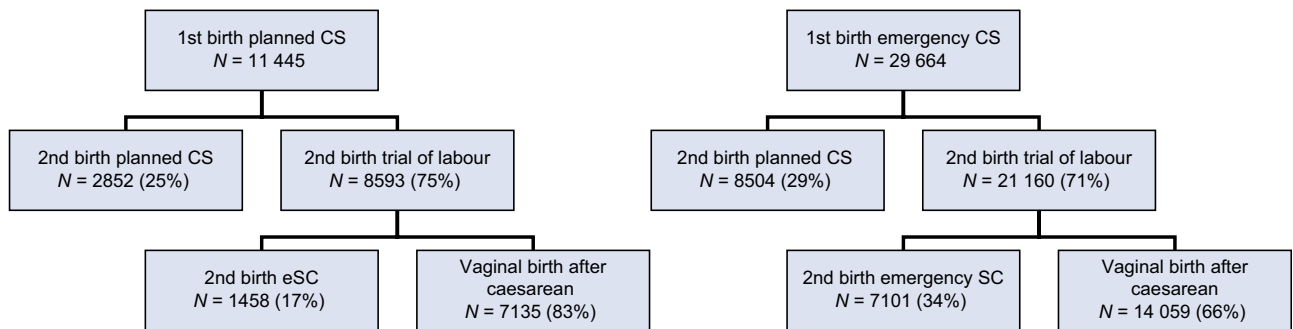 1st birth planned CS
N = 11 445
1st birth emergency CS
N = 29 664
2nd birth planned CS
N = 2852 (25%)
2nd birth trial of labour
N = 8593 (75%)
2nd birth planned CS
N = 8504 (29%)
2nd birth trial of labour
N = 21 160 (71%)
2nd birth eSC
N = 1458 (17%)
Vaginal birth after
caesarean
N = 7135 (83%)
2nd birth emergency SC
N = 7101 (34%)
Vaginal birth after
caesarean
N = 14 059 (66%)